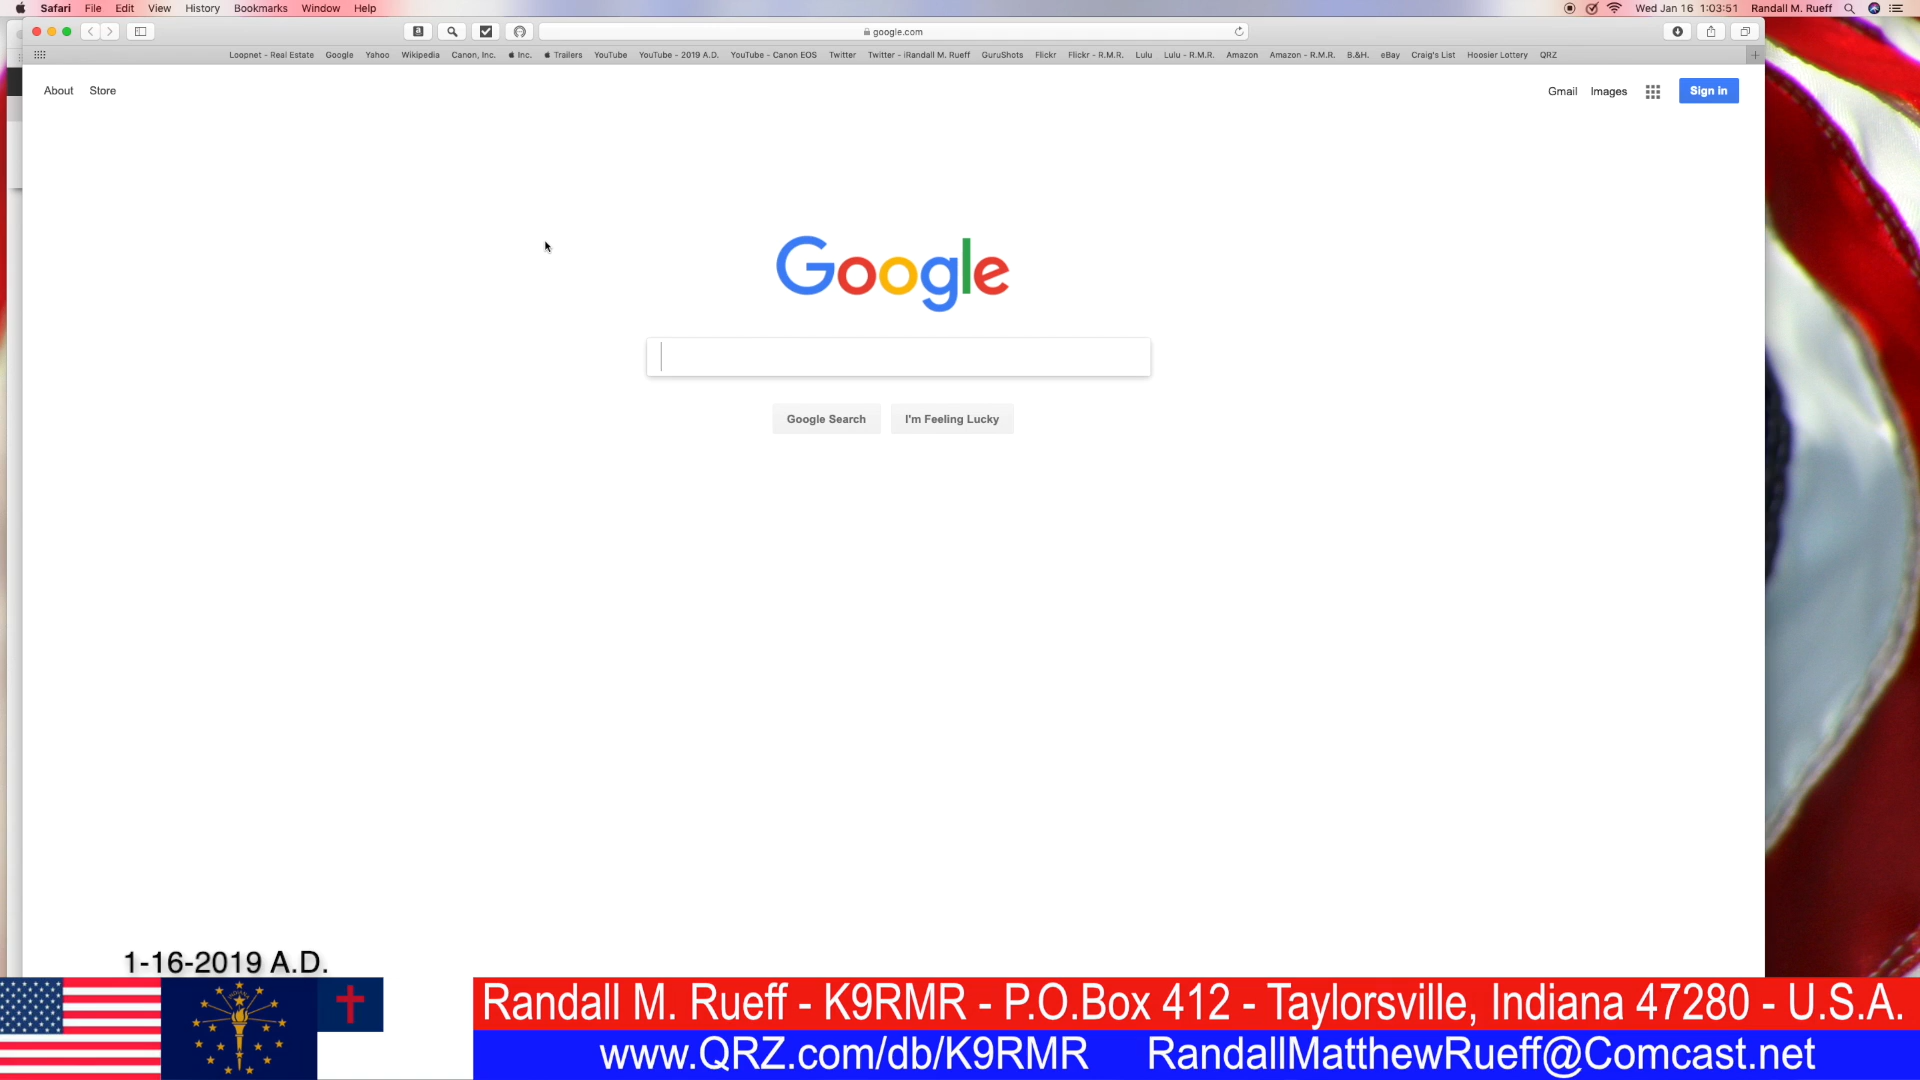 Safari File Edit View History Bookmarks Window Help Wed Jan 16 1:03:51 Randall M. Rueff
google.com
Loopnet - Real Estate Google Yahoo Wikipedia Canon, Inc. Inc. Trailers YouTube YouTube - 2019 A.D. YouTube - Canon EOS Twitter Twitter - iRandall M. Rueff GuruShots Flickr Flickr - R.M.R. Lulu Lulu - R.M.R. Amazon Amazon - R.M.R. B.&H. eBay Craig's List Hoosier Lottery QRZ
About Store Gmail Images Sign in
Google
Google Search I'm Feeling Lucky
1-16-2019 A.D.
INDIANA
Randall M. Rueff - K9RMR - P.O.Box 412 - Taylorsville, Indiana 47280 - U.S.A.
www.QRZ.com/db/K9RMR RandallMatthewRueff@Comcast.net